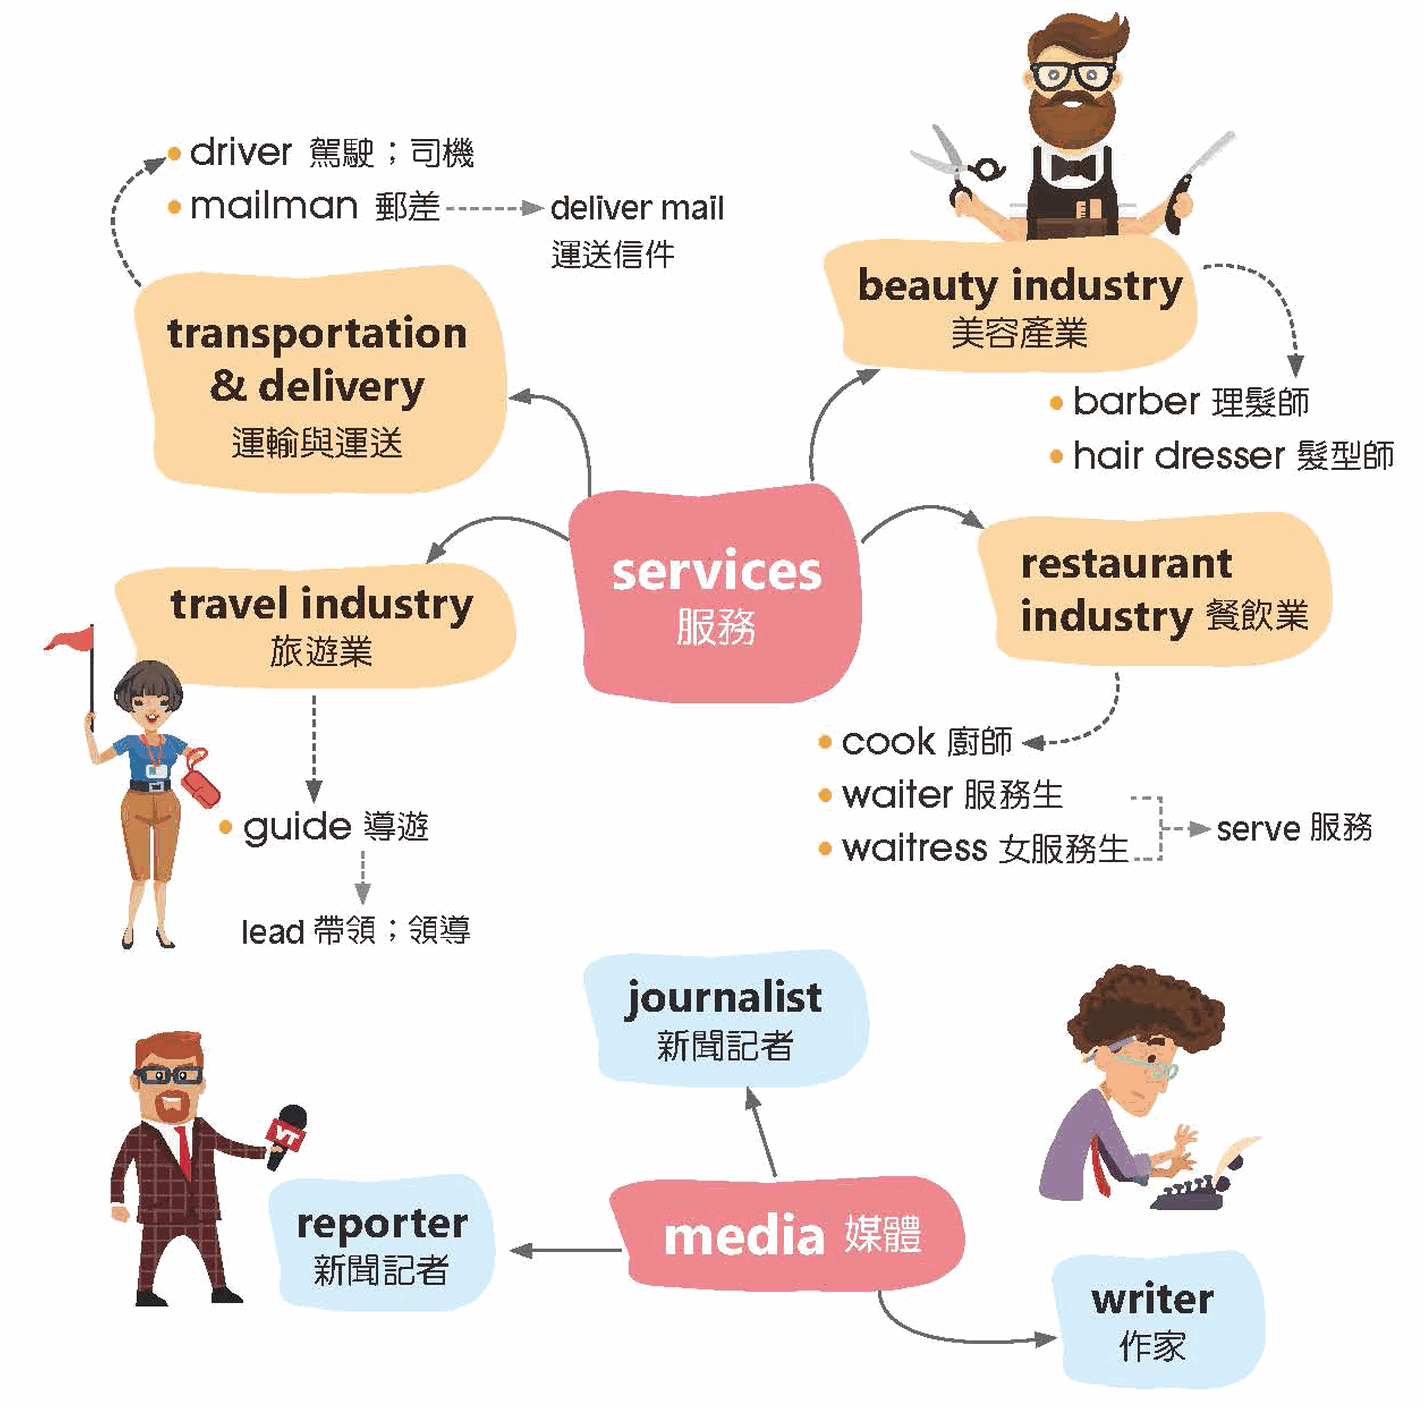 driver 駕駛；司機
mailman 郵差
deliver mail
運送信件
transportation
& delivery
運輸與運送
beauty industry
美容產業
barber 理髮師
hair dresser 髮型師
services
服務
travel industry
旅遊業
guide 導遊
lead 帶領；領導
restaurant
industry 餐飲業
cook 廚師
waiter 服務生
waitress 女服務生
serve 服務
journalist
新聞記者
YT
reporter
新聞記者
media 媒體
writer
作家